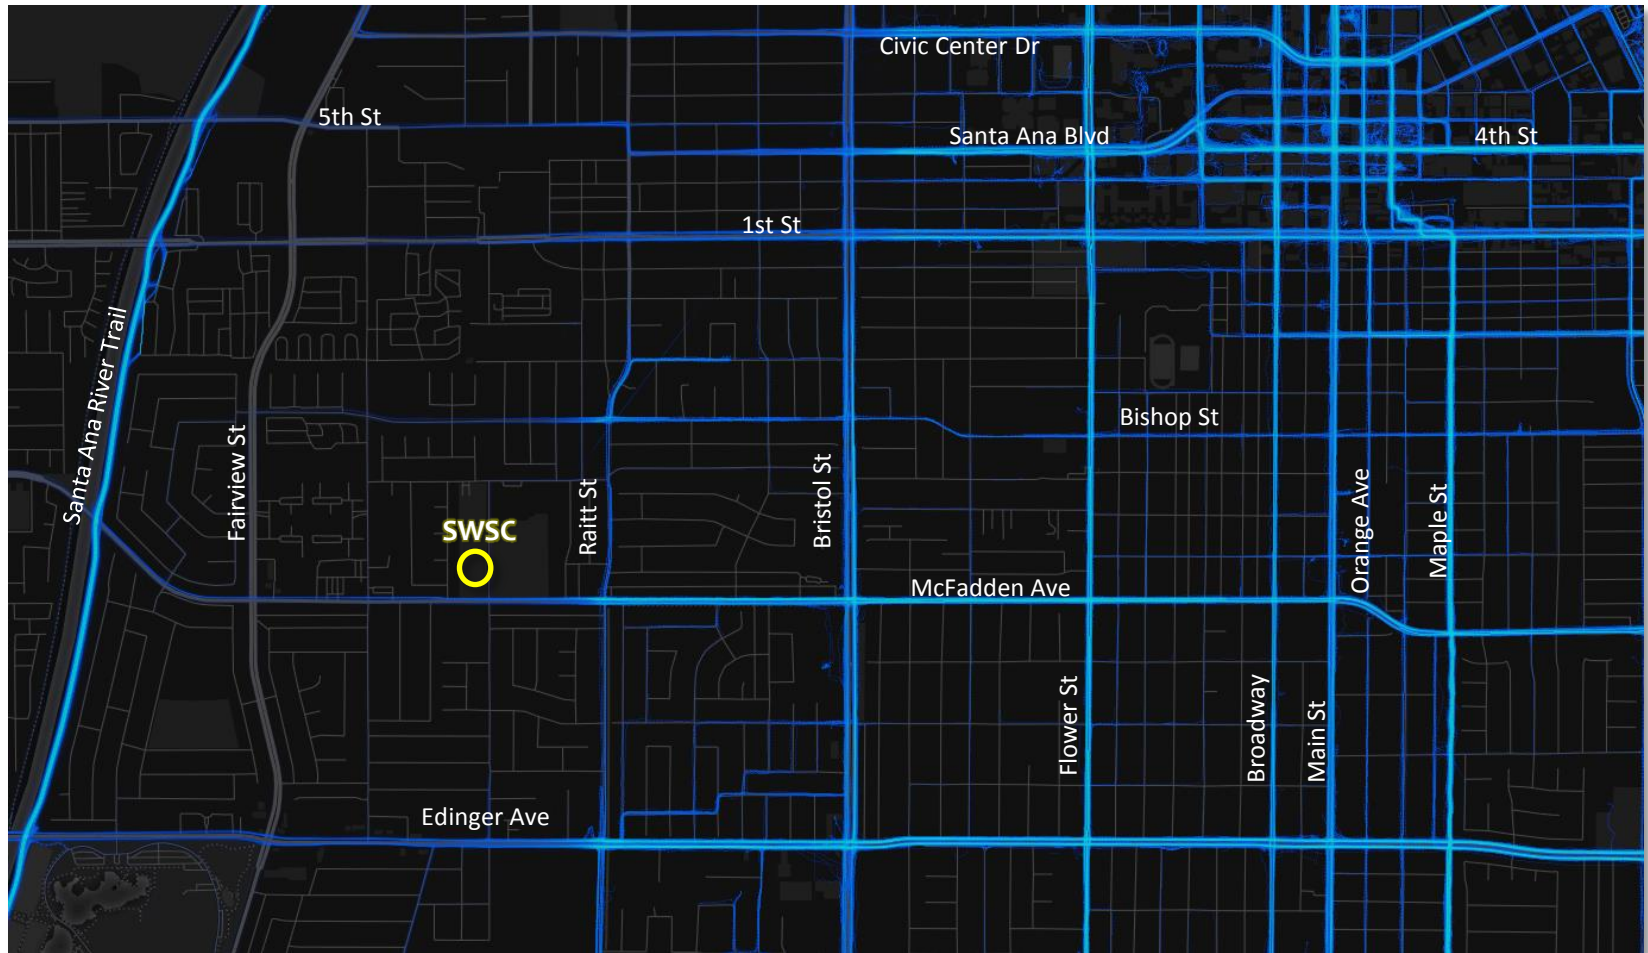 Civic Center Dr
5th St
Santa Ana Blvd
4th St
1st St
Santa Ana River Trail
Fairview St
Bishop St
Raitt St
Bristol St
Orange Ave
Maple St
SWSC
McFadden Ave
Flower St
Broadway
Main St
Edinger Ave